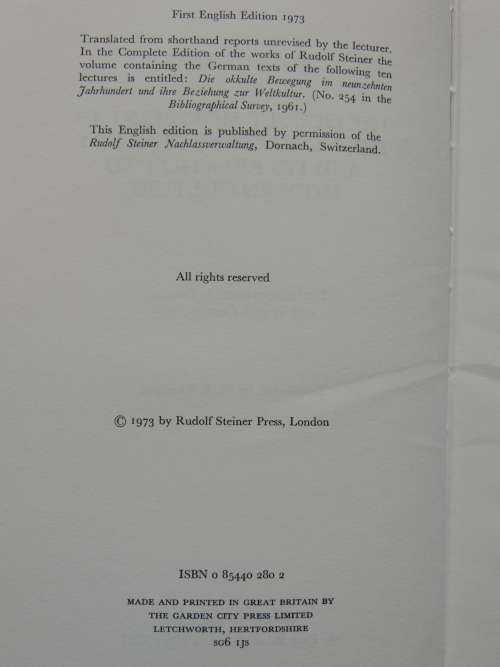 First English Edition 1973
Translated from shorthand reports unrevised by the lecturer.
In the Complete Edition of the works of Rudolf Steiner the
volume containing the German texts of the following ten
lectures is entitled: Die okkulte Bewegung im neunzehnten
Jahrhundert und ihre Beziehung zur Weltkultur. (No. 254 in the
Bibliographical Survey, 1961.)
This English edition is published by permission of the
Rudolf Steiner Nachlassverwaltung, Dornach, Switzerland.
All rights reserved
© 1973 by Rudolf Steiner Press, London
ISBN 0 85440 280 2
MADE AND PRINTED IN GREAT BRITAIN BY
THE GARDEN CITY PRESS LIMITED
LETCHWORTH, HERTFORDSHIRE
SG6 1JS